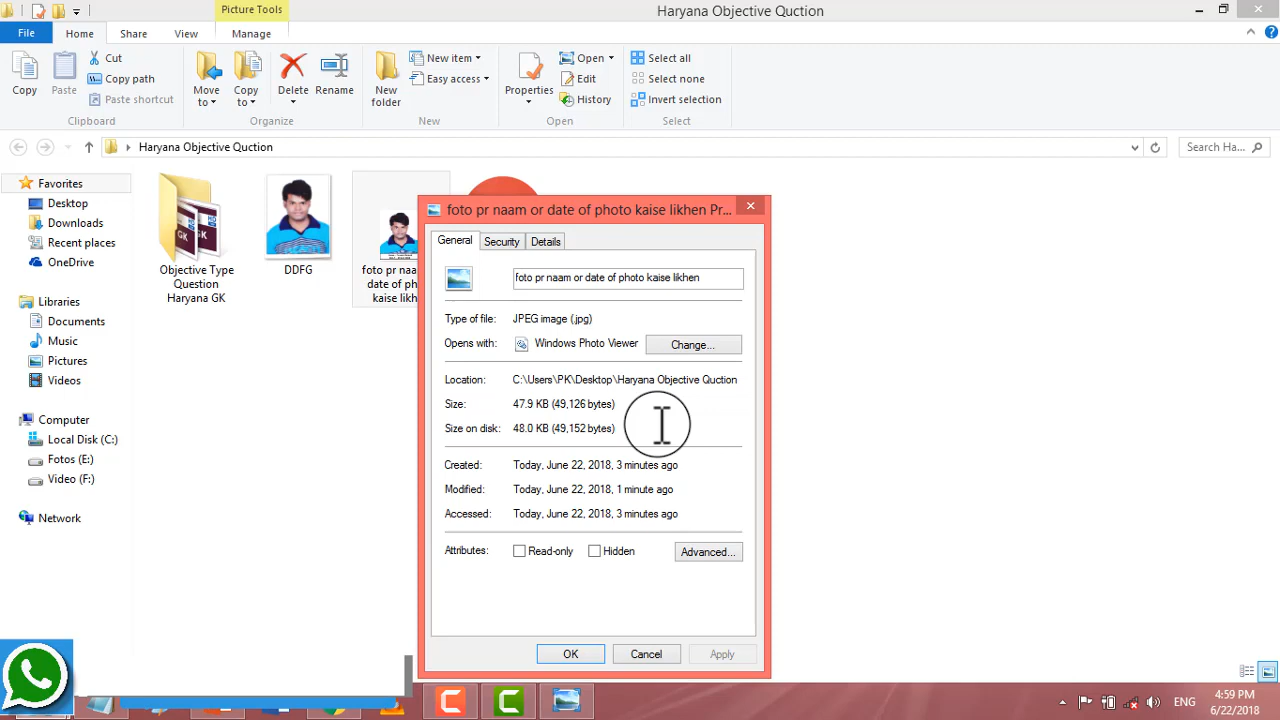 Picture Tools
Haryana Objective Quction
File
Home
Share
View
Manage
Copy
Paste
Cut
Copy path
Paste shortcut
Clipboard
Move to
Copy to
Delete
Rename
Organize
New folder
New item
Easy access
New
Properties
Open
Edit
History
Open
Select all
Select none
Invert selection
Select
Haryana Objective Quction
Search Ha...
Favorites
Desktop
Downloads
Recent places
OneDrive
Libraries
Documents
Music
Pictures
Videos
Computer
Local Disk (C:)
Fotos (E:)
Video (F:)
Network
GK
Objective Type
Question
Haryana GK
DDFG
foto pr na
date of ph
kaise likh
foto pr naam or date of photo kaise likhen Pr...
General
Security
Details
foto pr naam or date of photo kaise likhen
Type of file: JPEG image (.jpg)
Opens with: Windows Photo Viewer
Change...
Location: C:\Users\PK\Desktop\Haryana Objective Quction
Size: 47.9 KB (49,126 bytes)
Size on disk: 48.0 KB (49,152 bytes)
Created: Today, June 22, 2018, 3 minutes ago
Modified: Today, June 22, 2018, 1 minute ago
Accessed: Today, June 22, 2018, 3 minutes ago
Attributes: Read-only Hidden
Advanced...
OK
Cancel
Apply
ENG
4:59 PM
6/22/2018